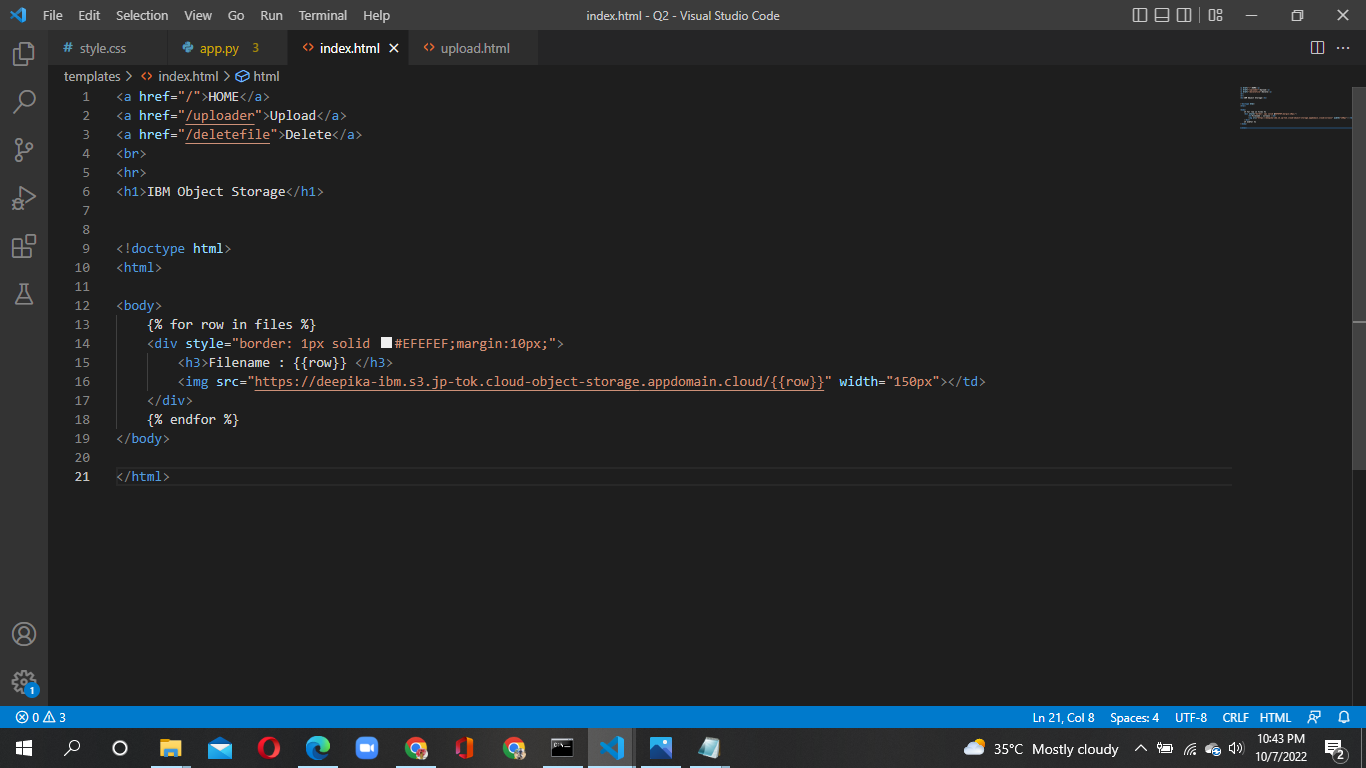 File Edit Selection View Go Run Terminal Help index.html - Q2 - Visual Studio Code
# style.css app.py 3 <> index.html <> upload.html
templates > <> index.html > html
1 <a href="/">HOME</a>
2 <a href="/uploader">Upload</a>
3 <a href="/deletefile">Delete</a>
4 <br>
5 <hr>
6 <h1>IBM Object Storage</h1>
7
8
9 <!doctype html>
10 <html>
11
12 <body>
13 {% for row in files %}
14 <div style="border: 1px solid #EFEFEF;margin:10px;">
15 <h3>Filename : {{row}} </h3>
16 <img src="https://deepika-ibm.s3.jp-tok.cloud-object-storage.appdomain.cloud/{{row}}" width="150px"></td>
17 </div>
18 {% endfor %}
19 </body>
20
21 </html>
1
0 3 Ln 21, Col 8 Spaces: 4 UTF-8 CRLF HTML
35°C Mostly cloudy 10:43 PM
10/7/2022 2